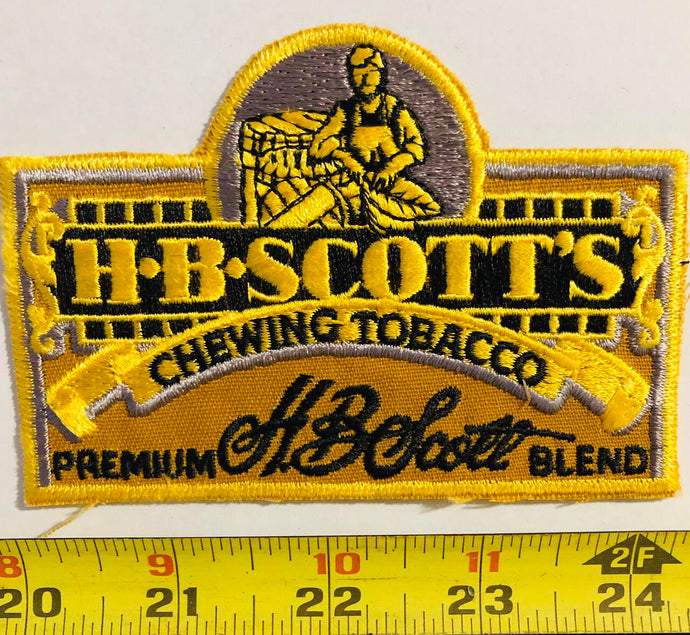 H·B·SCOTT'S
CHEWING TOBACCO
PREMIUM H.B Scott BLEND
8 9 10 11 2F
20 21 22 23 24